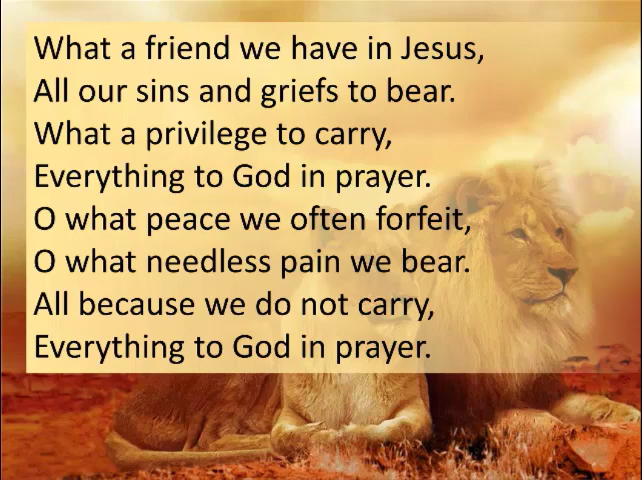 What a friend we have in Jesus,
All our sins and griefs to bear.
What a privilege to carry,
Everything to God in prayer.
O what peace we often forfeit,
O what needless pain we bear.
All because we do not carry,
Everything to God in prayer.